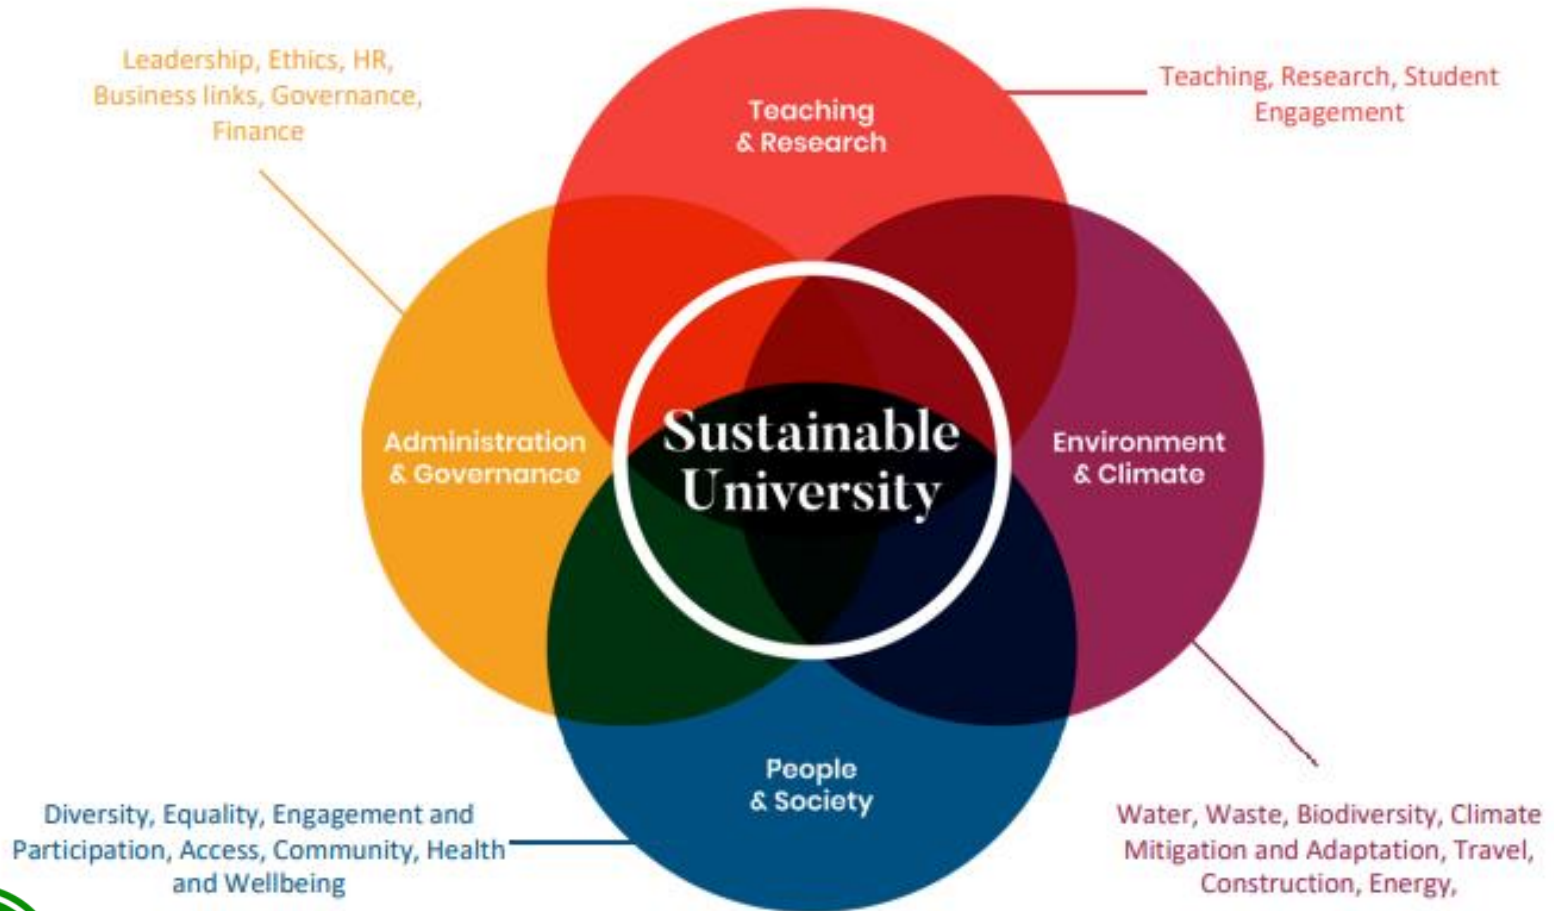 Leadership, Ethics, HR,
Business links, Governance,
Finance
Teaching
& Research
Teaching, Research, Student
Engagement
Administration
& Governance
Sustainable
University
Environment
& Climate
People
& Society
Diversity, Equality, Engagement and
Participation, Access, Community, Health
and Wellbeing
Water, Waste, Biodiversity, Climate
Mitigation and Adaptation, Travel,
Construction, Energy,